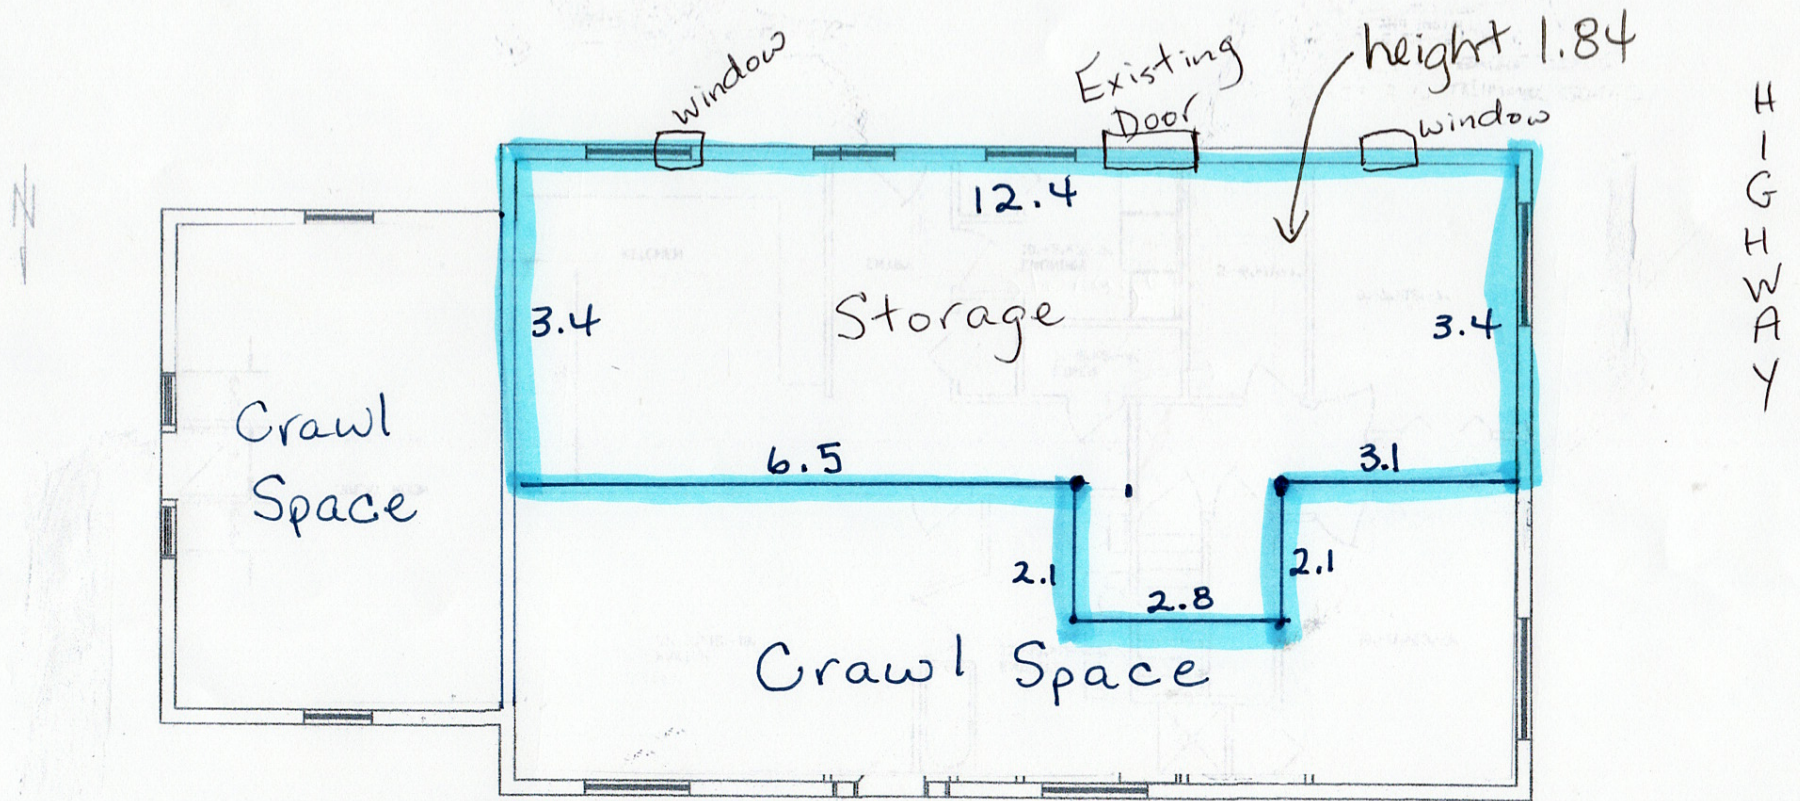 window
Existing
Door
height 1.84
window
HIGHWAY
N
12.4
3.4
Storage
3.4
Crawl
Space
6.5
3.1
2.1
2.1
2.8
Crawl Space